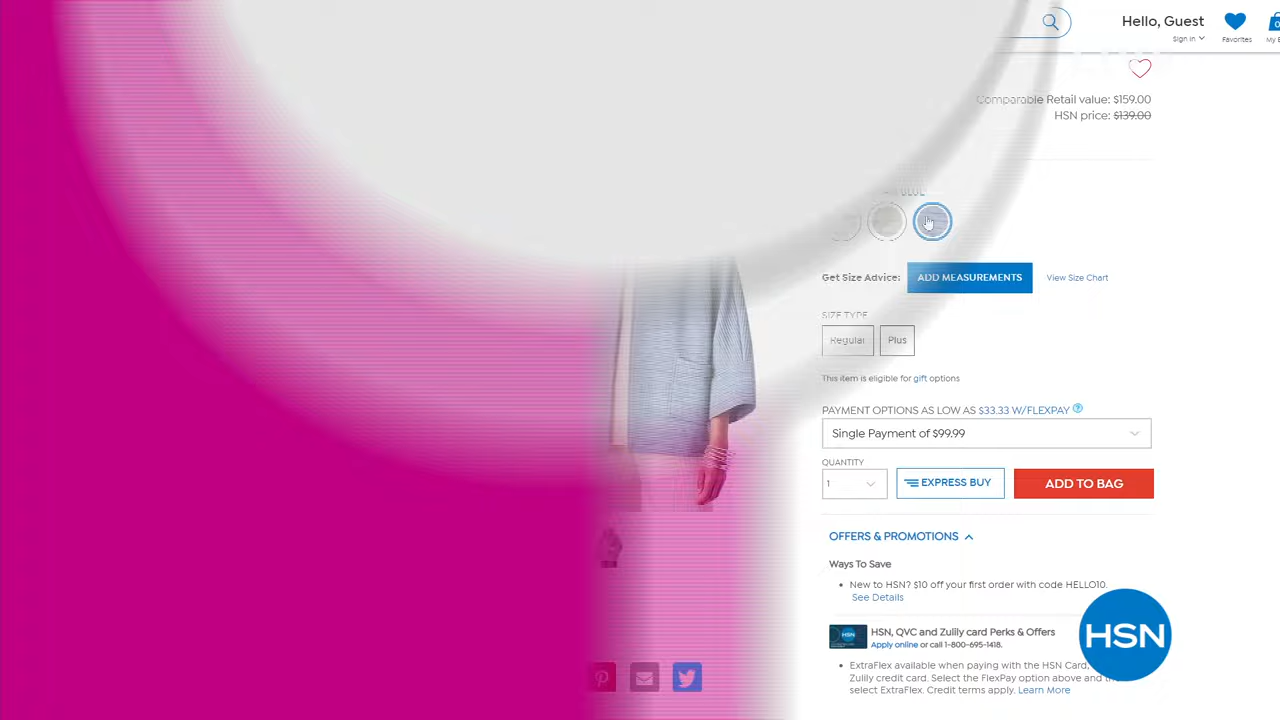 Hello, Guest
Sign In
Favorites
My
0
Comparable Retail value: $159.00
HSN price: $139.00
BLUE
Get Size Advice: ADD MEASUREMENTS View Size Chart
SIZE TYPE
Regular Plus
This item is eligible for gift options
PAYMENT OPTIONS AS LOW AS $33.33 W/FLEXPAY ?
Single Payment of $99.99
QUANTITY
1 EXPRESS BUY ADD TO BAG
OFFERS & PROMOTIONS
Ways To Save
• New to HSN? $10 off your first order with code HELLO10.
See Details
HSN, QVC and Zulily card Perks & Offers
Apply online or call 1-800-695-1418.
HSN
• ExtraFlex available when paying with the HSN Card,
Zulily credit card. Select the FlexPay option above and
select ExtraFlex. Credit terms apply. Learn More